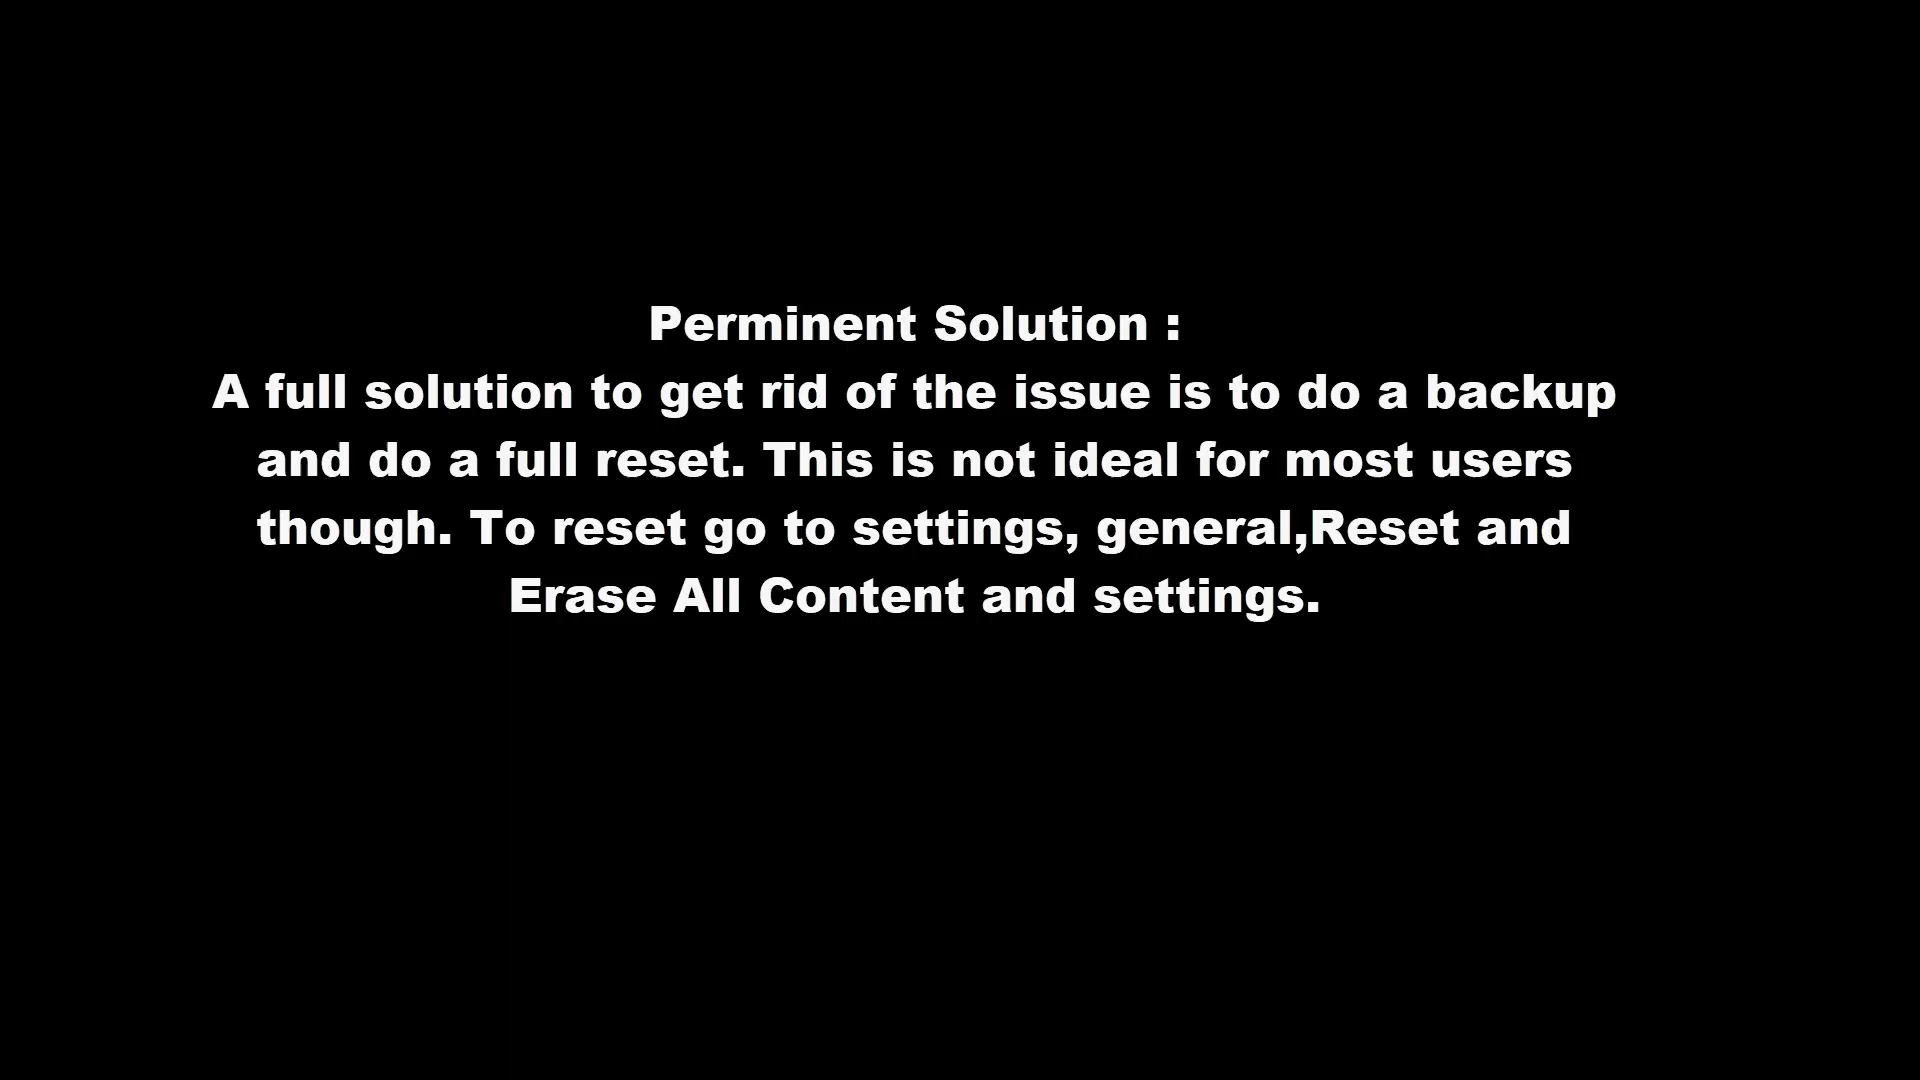 Perminent Solution :
A full solution to get rid of the issue is to do a backup
and do a full reset. This is not ideal for most users
though. To reset go to settings, general,Reset and
Erase All Content and settings.